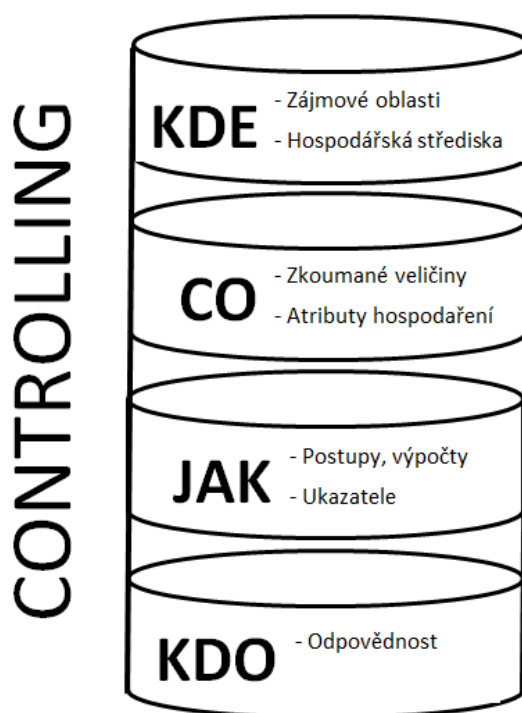 CONTROLLING
KDE
- Zájmové oblasti
- Hospodářská střediska
CO
- Zkoumané veličiny
- Atributy hospodaření
JAK
- Postupy, výpočty
- Ukazatele
KDO
- Odpovědnost